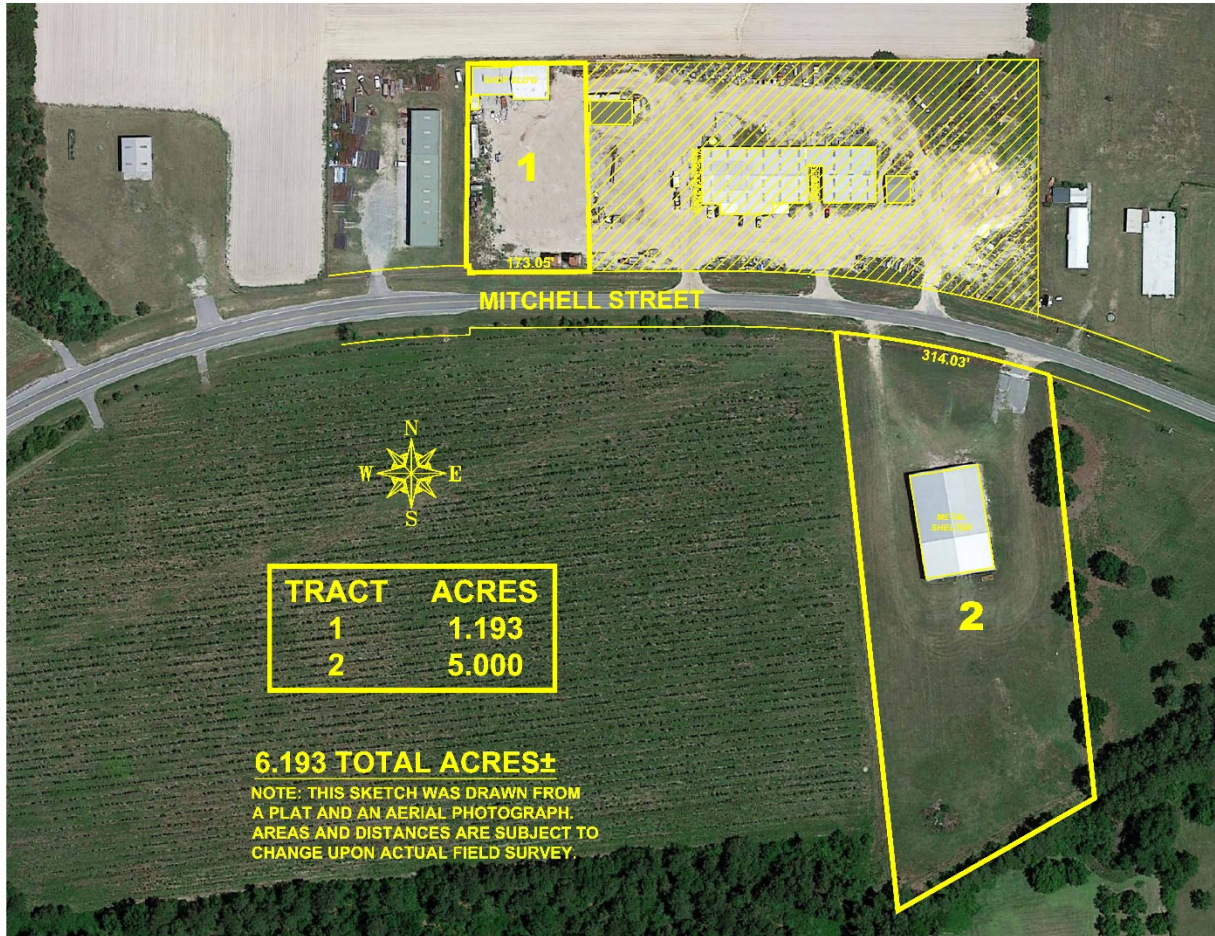 1
173.05'
MITCHELL STREET
314.03'
N
W E
S
METAL
SHELTER
2
TRACT ACRES
1 1.193
2 5.000
6.193 TOTAL ACRES±
NOTE: THIS SKETCH WAS DRAWN FROM
A PLAT AND AN AERIAL PHOTOGRAPH.
AREAS AND DISTANCES ARE SUBJECT TO
CHANGE UPON ACTUAL FIELD SURVEY.